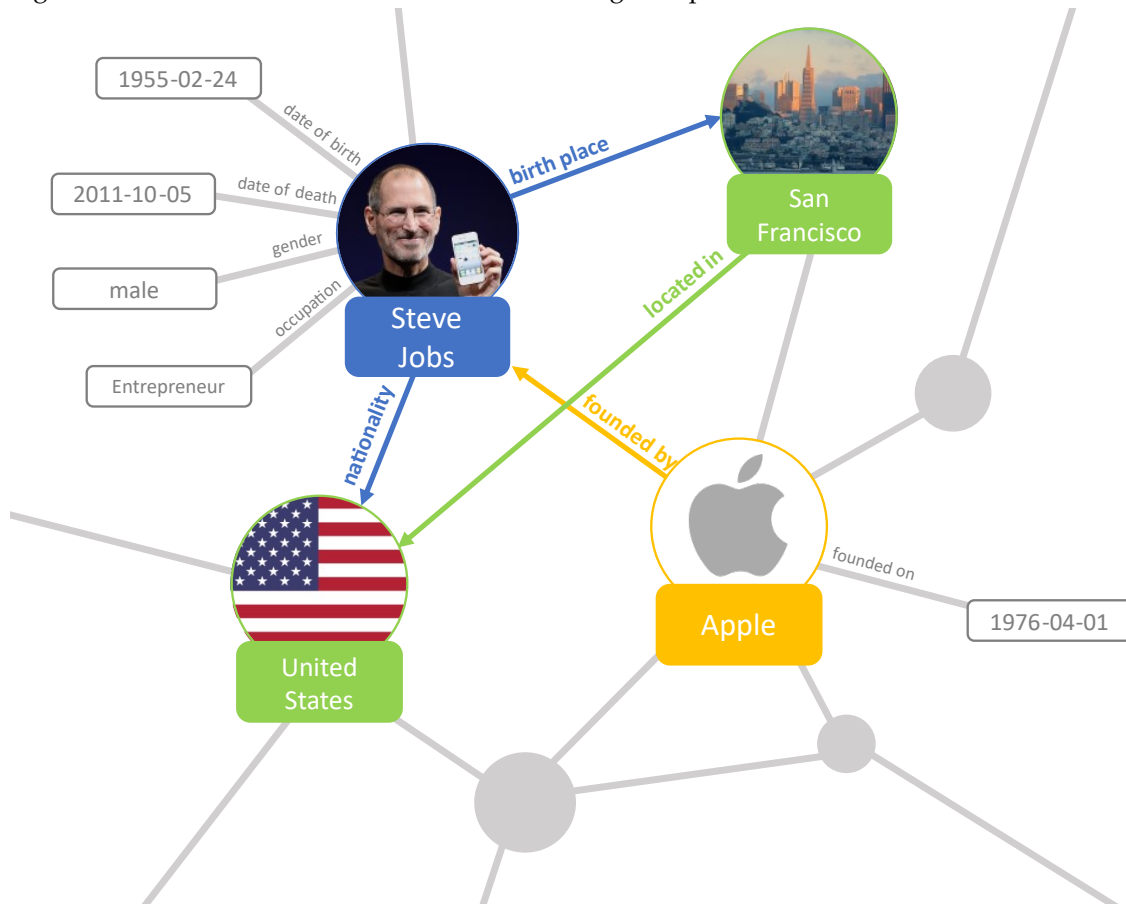 1955-02-24
date of birth
2011-10-05
date of death
gender
male
occupation
Entrepreneur
Steve
Jobs
birth place
San
Francisco
located in
nationality
founded by
United
States
Apple
founded on
1976-04-01